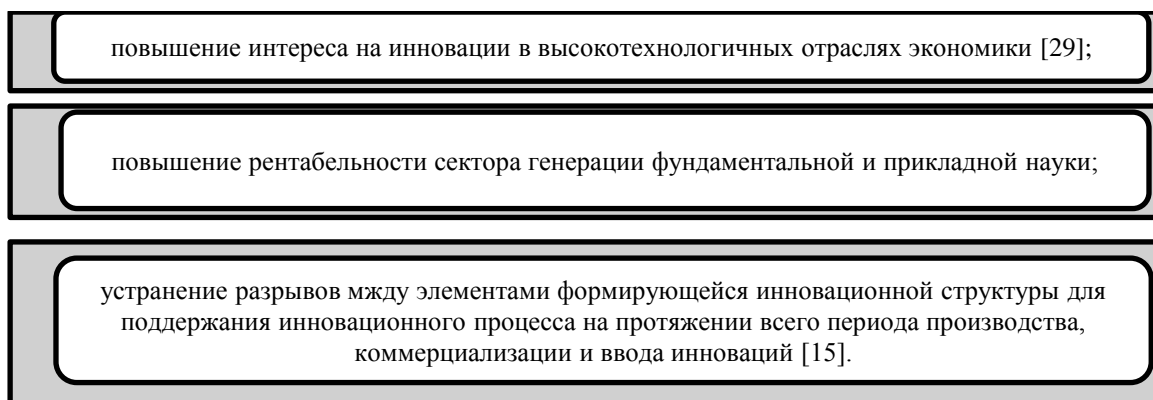 повышение интереса на инновации в высокотехнологичных отраслях экономики [29];
повышение рентабельности сектора генерации фундаментальной и прикладной науки;
устранение разрывов мжду элементами формирующейся инновационной структуры для
поддержания инновационного процесса на протяжении всего периода производства,
коммерциализации и ввода инноваций [15].